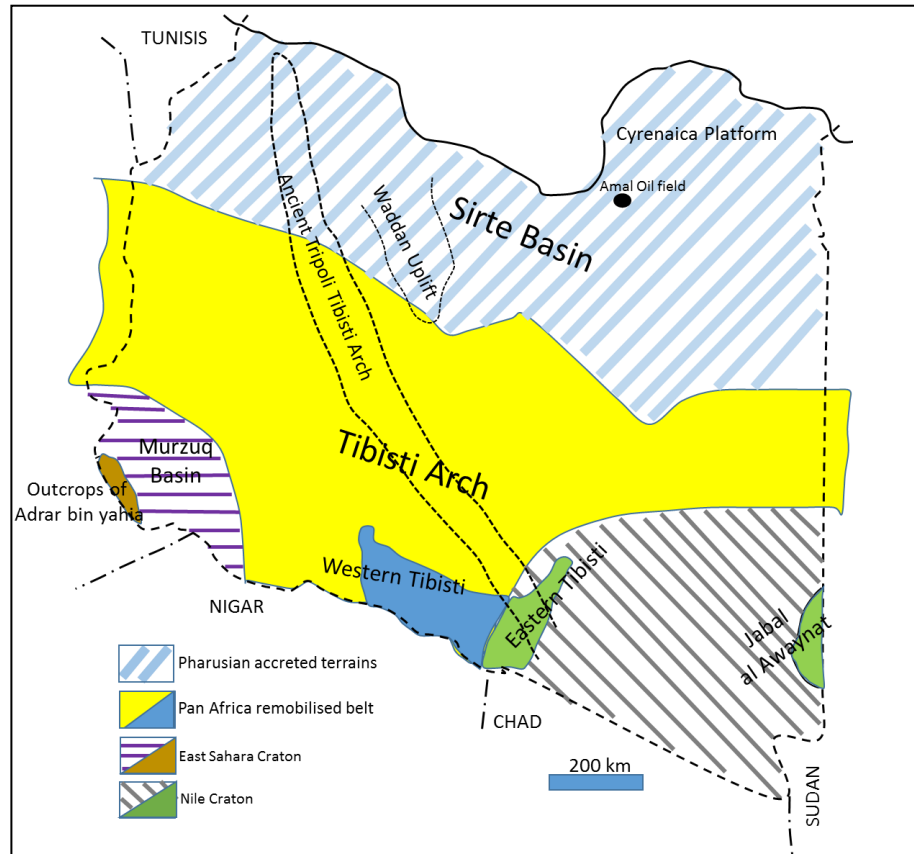 TUNISIS
Cyrenaica Platform
Amal Oil field
Sirte Basin
Waddan Uplift
Ancient Tripoli Tibisti Arch
Tibisti Arch
Murzuq
Basin
Outcrops of
Adrar bin yahia
Western Tibisti
Eastern Tibisti
Jabal
al Awaynat
NIGAR
CHAD
SUDAN
200 km
Pharusian accreted terrains
Pan Africa remobilised belt
East Sahara Craton
Nile Craton